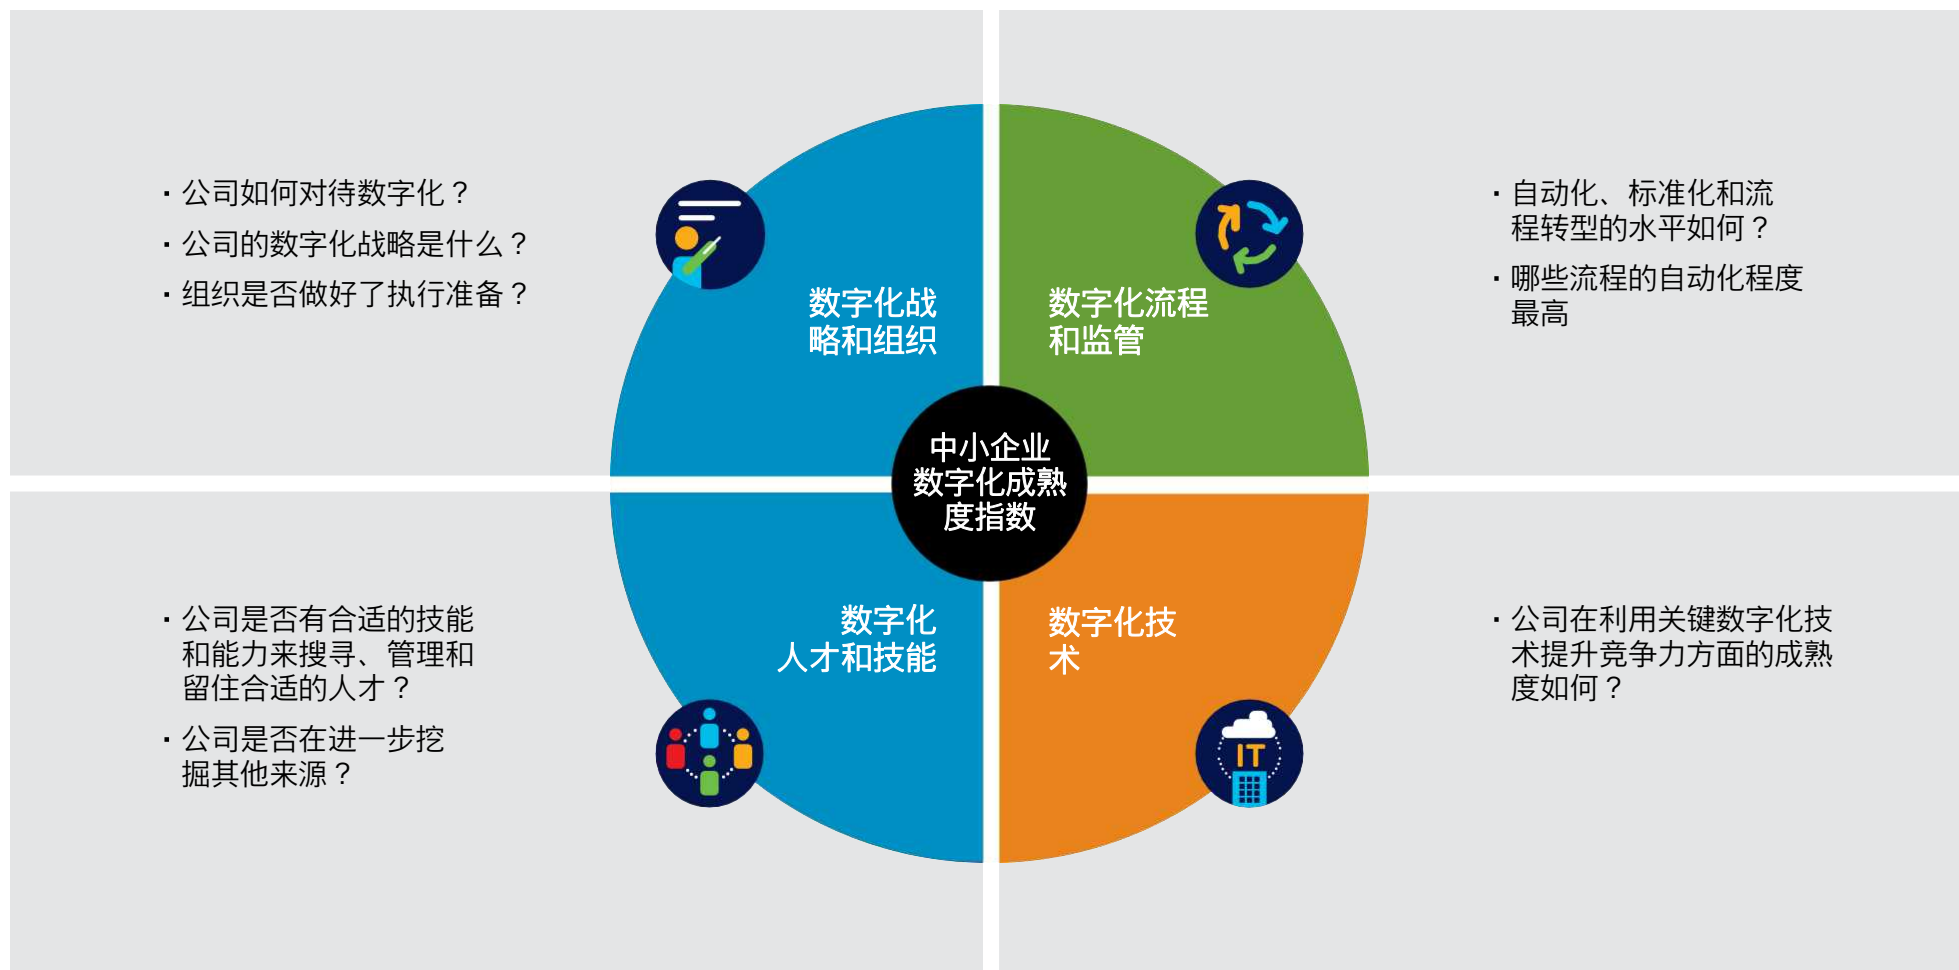 · 公司如何对待数字化？
· 公司的数字化战略是什么？
· 组织是否做好了执行准备？
数字化战
略和组织
数字化流程
和监管
· 自动化、标准化和流
程转型的水平如何？
· 哪些流程的自动化程度
最高
中小企业
数字化成熟
度指数
· 公司是否有合适的技能
和能力来搜寻、管理和
留住合适的人才？
· 公司是否在进一步挖
掘其他来源？
数字化
人才和技能
数字化技
术
IT
· 公司在利用关键数字化技
术提升竞争力方面的成熟
度如何？